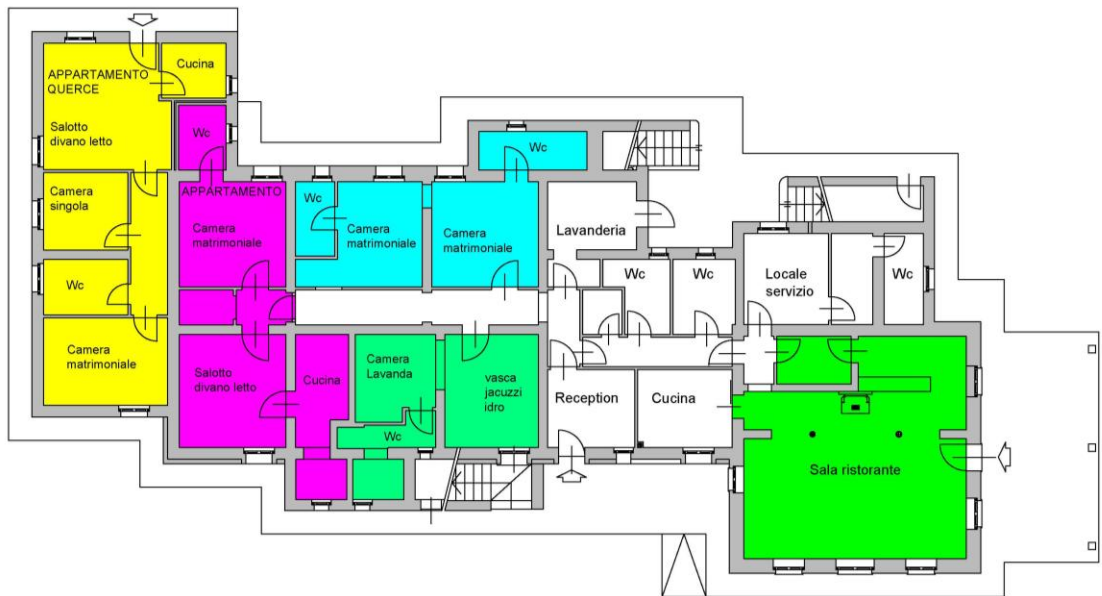 APPARTAMENTO
QUERCE
Cucina
Salotto
divano letto
Wc
Camera
singola
Wc
Camera
matrimoniale
APPARTAMENTO
Camera
matrimoniale
Salotto
divano letto
Cucina
Wc
Camera
matrimoniale
Wc
Camera
matrimoniale
Camera
Lavanda
Wc
vasca
jacuzzi
idro
Lavanderia
Wc
Wc
Reception
Cucina
Locale
servizio
Wc
Sala ristorante